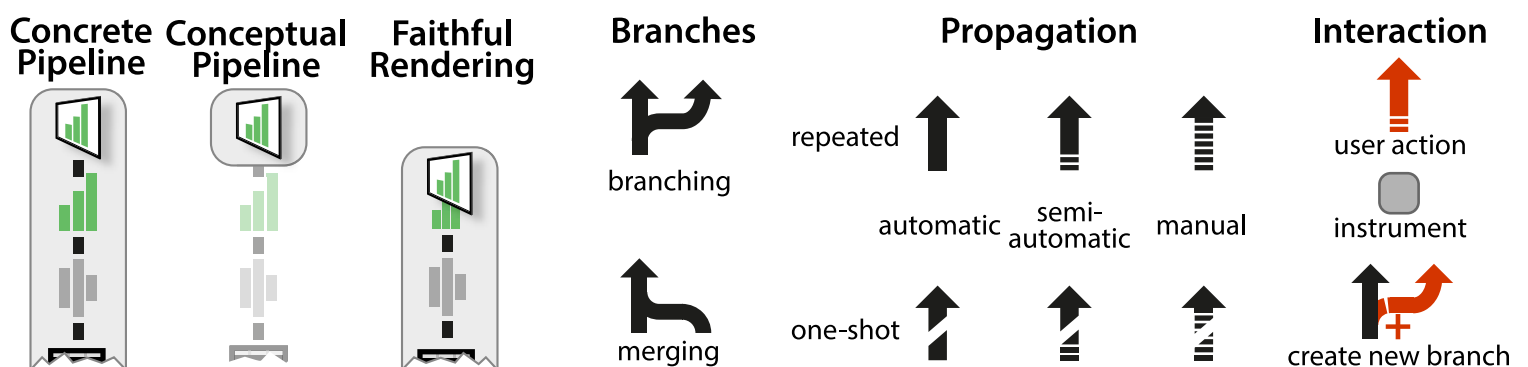 Concrete
Pipeline
Conceptual
Pipeline
Faithful
Rendering
Branches
branching
merging
Propagation
repeated
automatic
semi-
automatic
manual
one-shot
Interaction
user action
instrument
create new branch